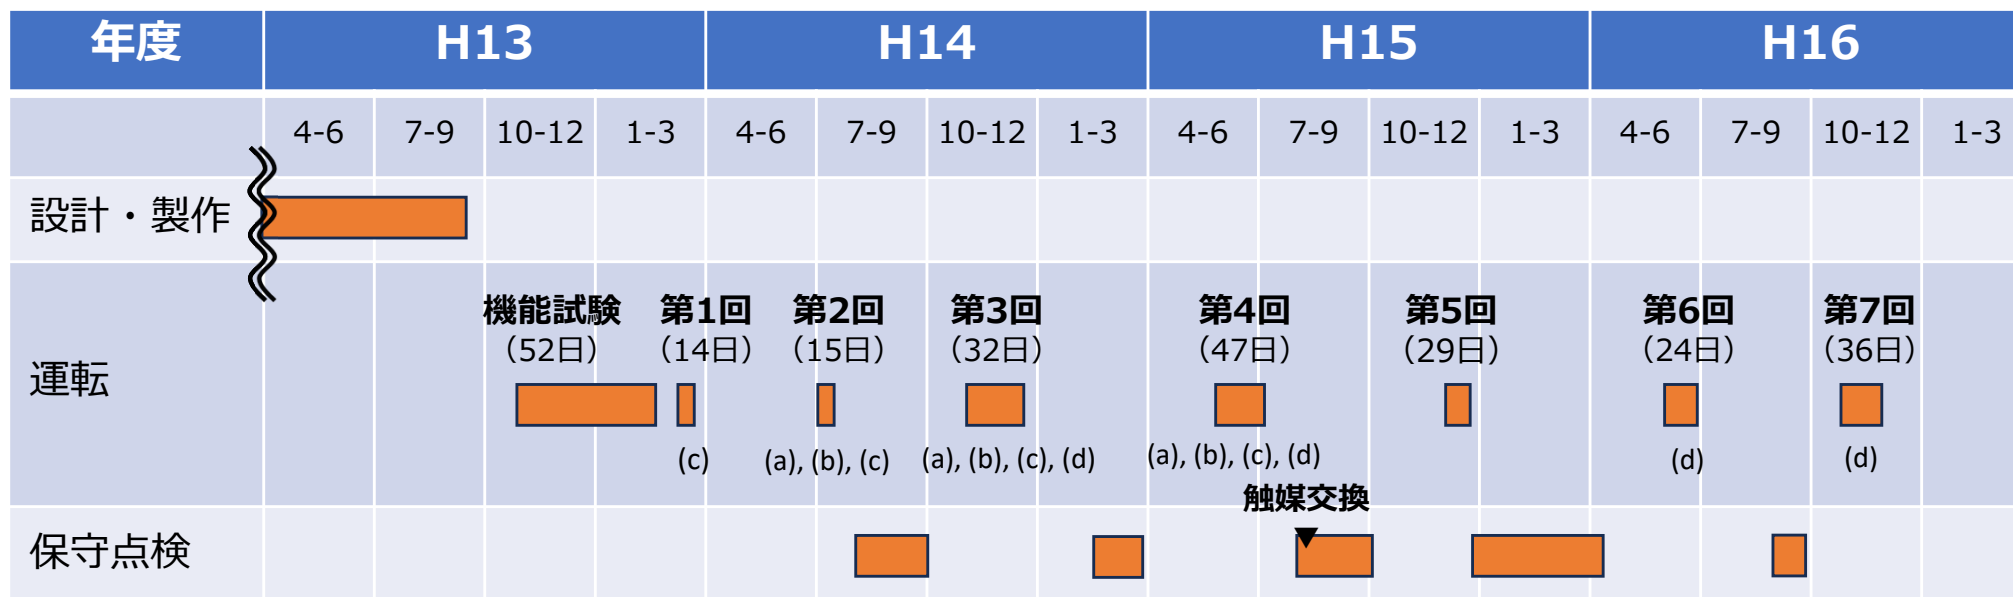 年度 H13 H14 H15 H16
4-6 7-9 10-12 1-3 4-6 7-9 10-12 1-3 4-6 7-9 10-12 1-3 4-6 7-9 10-12 1-3
設計・製作
機能試験 第1回 第2回 第3回 第4回 第5回 第6回 第7回
（52日） （14日） （15日） （32日） （47日） （29日） （24日） （36日）
運転
(c) (a), (b), (c) (a), (b), (c), (d) (a), (b), (c), (d) (d) (d)
触媒交換
保守点検